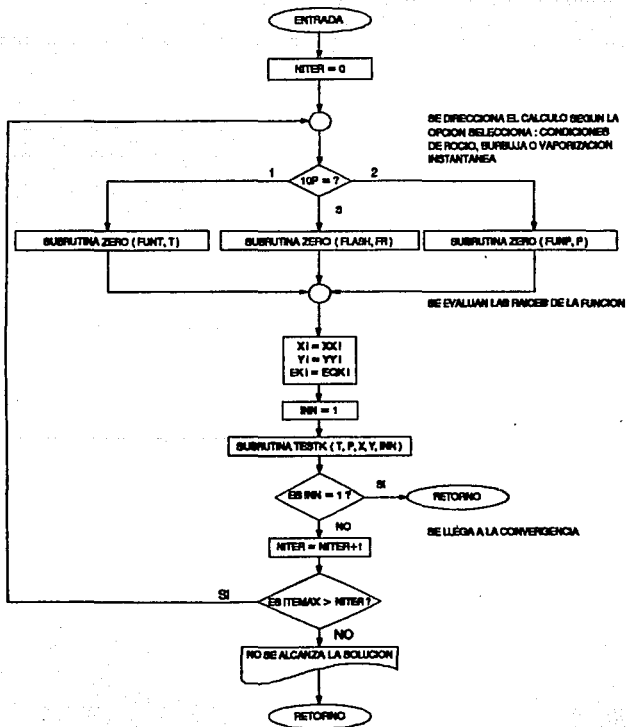 ENTRADA
NITER = 0
SE DIRECCIONA EL CALCULO SEGUN LA
OPCION SELECCIONA : CONDICIONES
DE ROCIO, BURBUJA O VAPORIZACION
INSTANTANEA
1
IOP = ?
2
3
SUBRUTINA ZERO ( FUNT, T )
SUBRUTINA ZERO ( FLASH, FR )
SUBRUTINA ZERO ( FUNP, P )
SE EVALUAN LAS RAICES DE LA FUNCION
XI = XXI
YI = YYI
EKI = EQKI
INN = 1
SUBRUTINA TESTK ( T, P, X, Y, INN )
ES INN = 1 ?
SI
RETORNO
NO
SE LLEGA A LA CONVERGENCIA
NITER = NITER+1
SI
ES ITEMAX > NITER ?
NO
NO SE ALCANZA LA SOLUCION
RETORNO